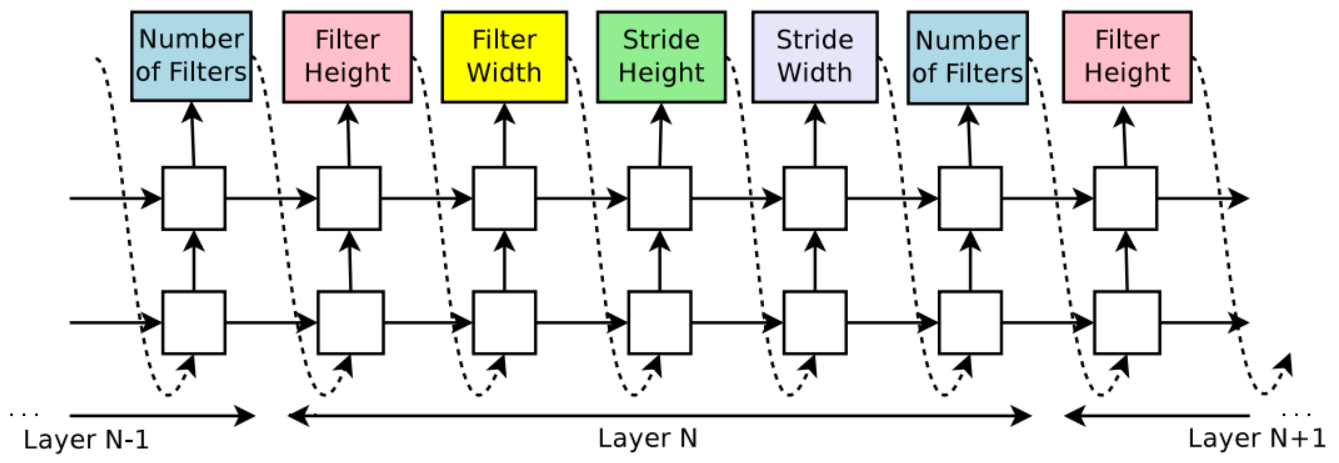 Number
of Filters
Filter
Height
Filter
Width
Stride
Height
Stride
Width
Number
of Filters
Filter
Height
. . .
Layer N-1
Layer N
. . .
Layer N+1